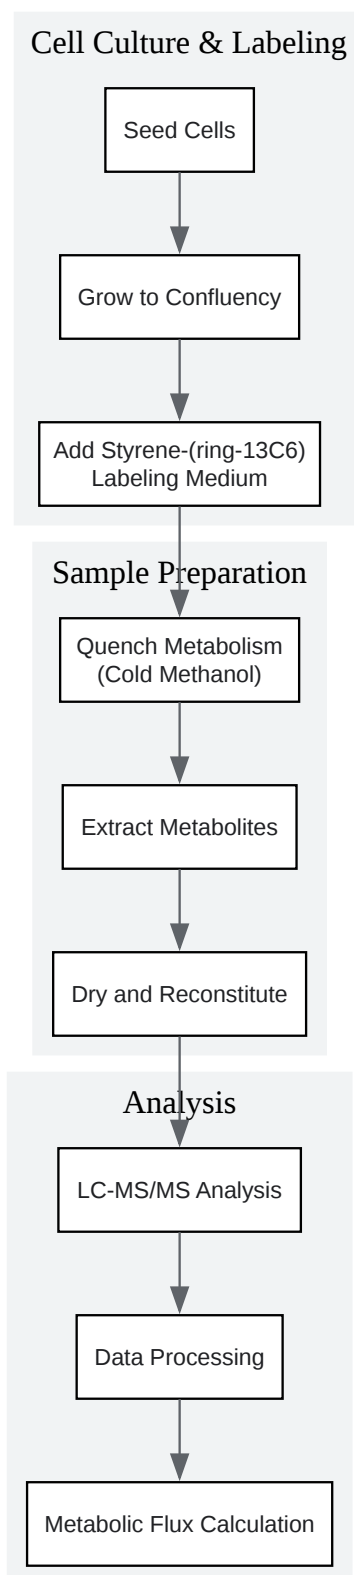 Cell Culture & Labeling
Seed Cells
Grow to Confluency
Add Styrene-(ring-13C6)
Labeling Medium
Sample Preparation
Quench Metabolism
(Cold Methanol)
Extract Metabolites
Dry and Reconstitute
Analysis
LC-MS/MS Analysis
Data Processing
Metabolic Flux Calculation